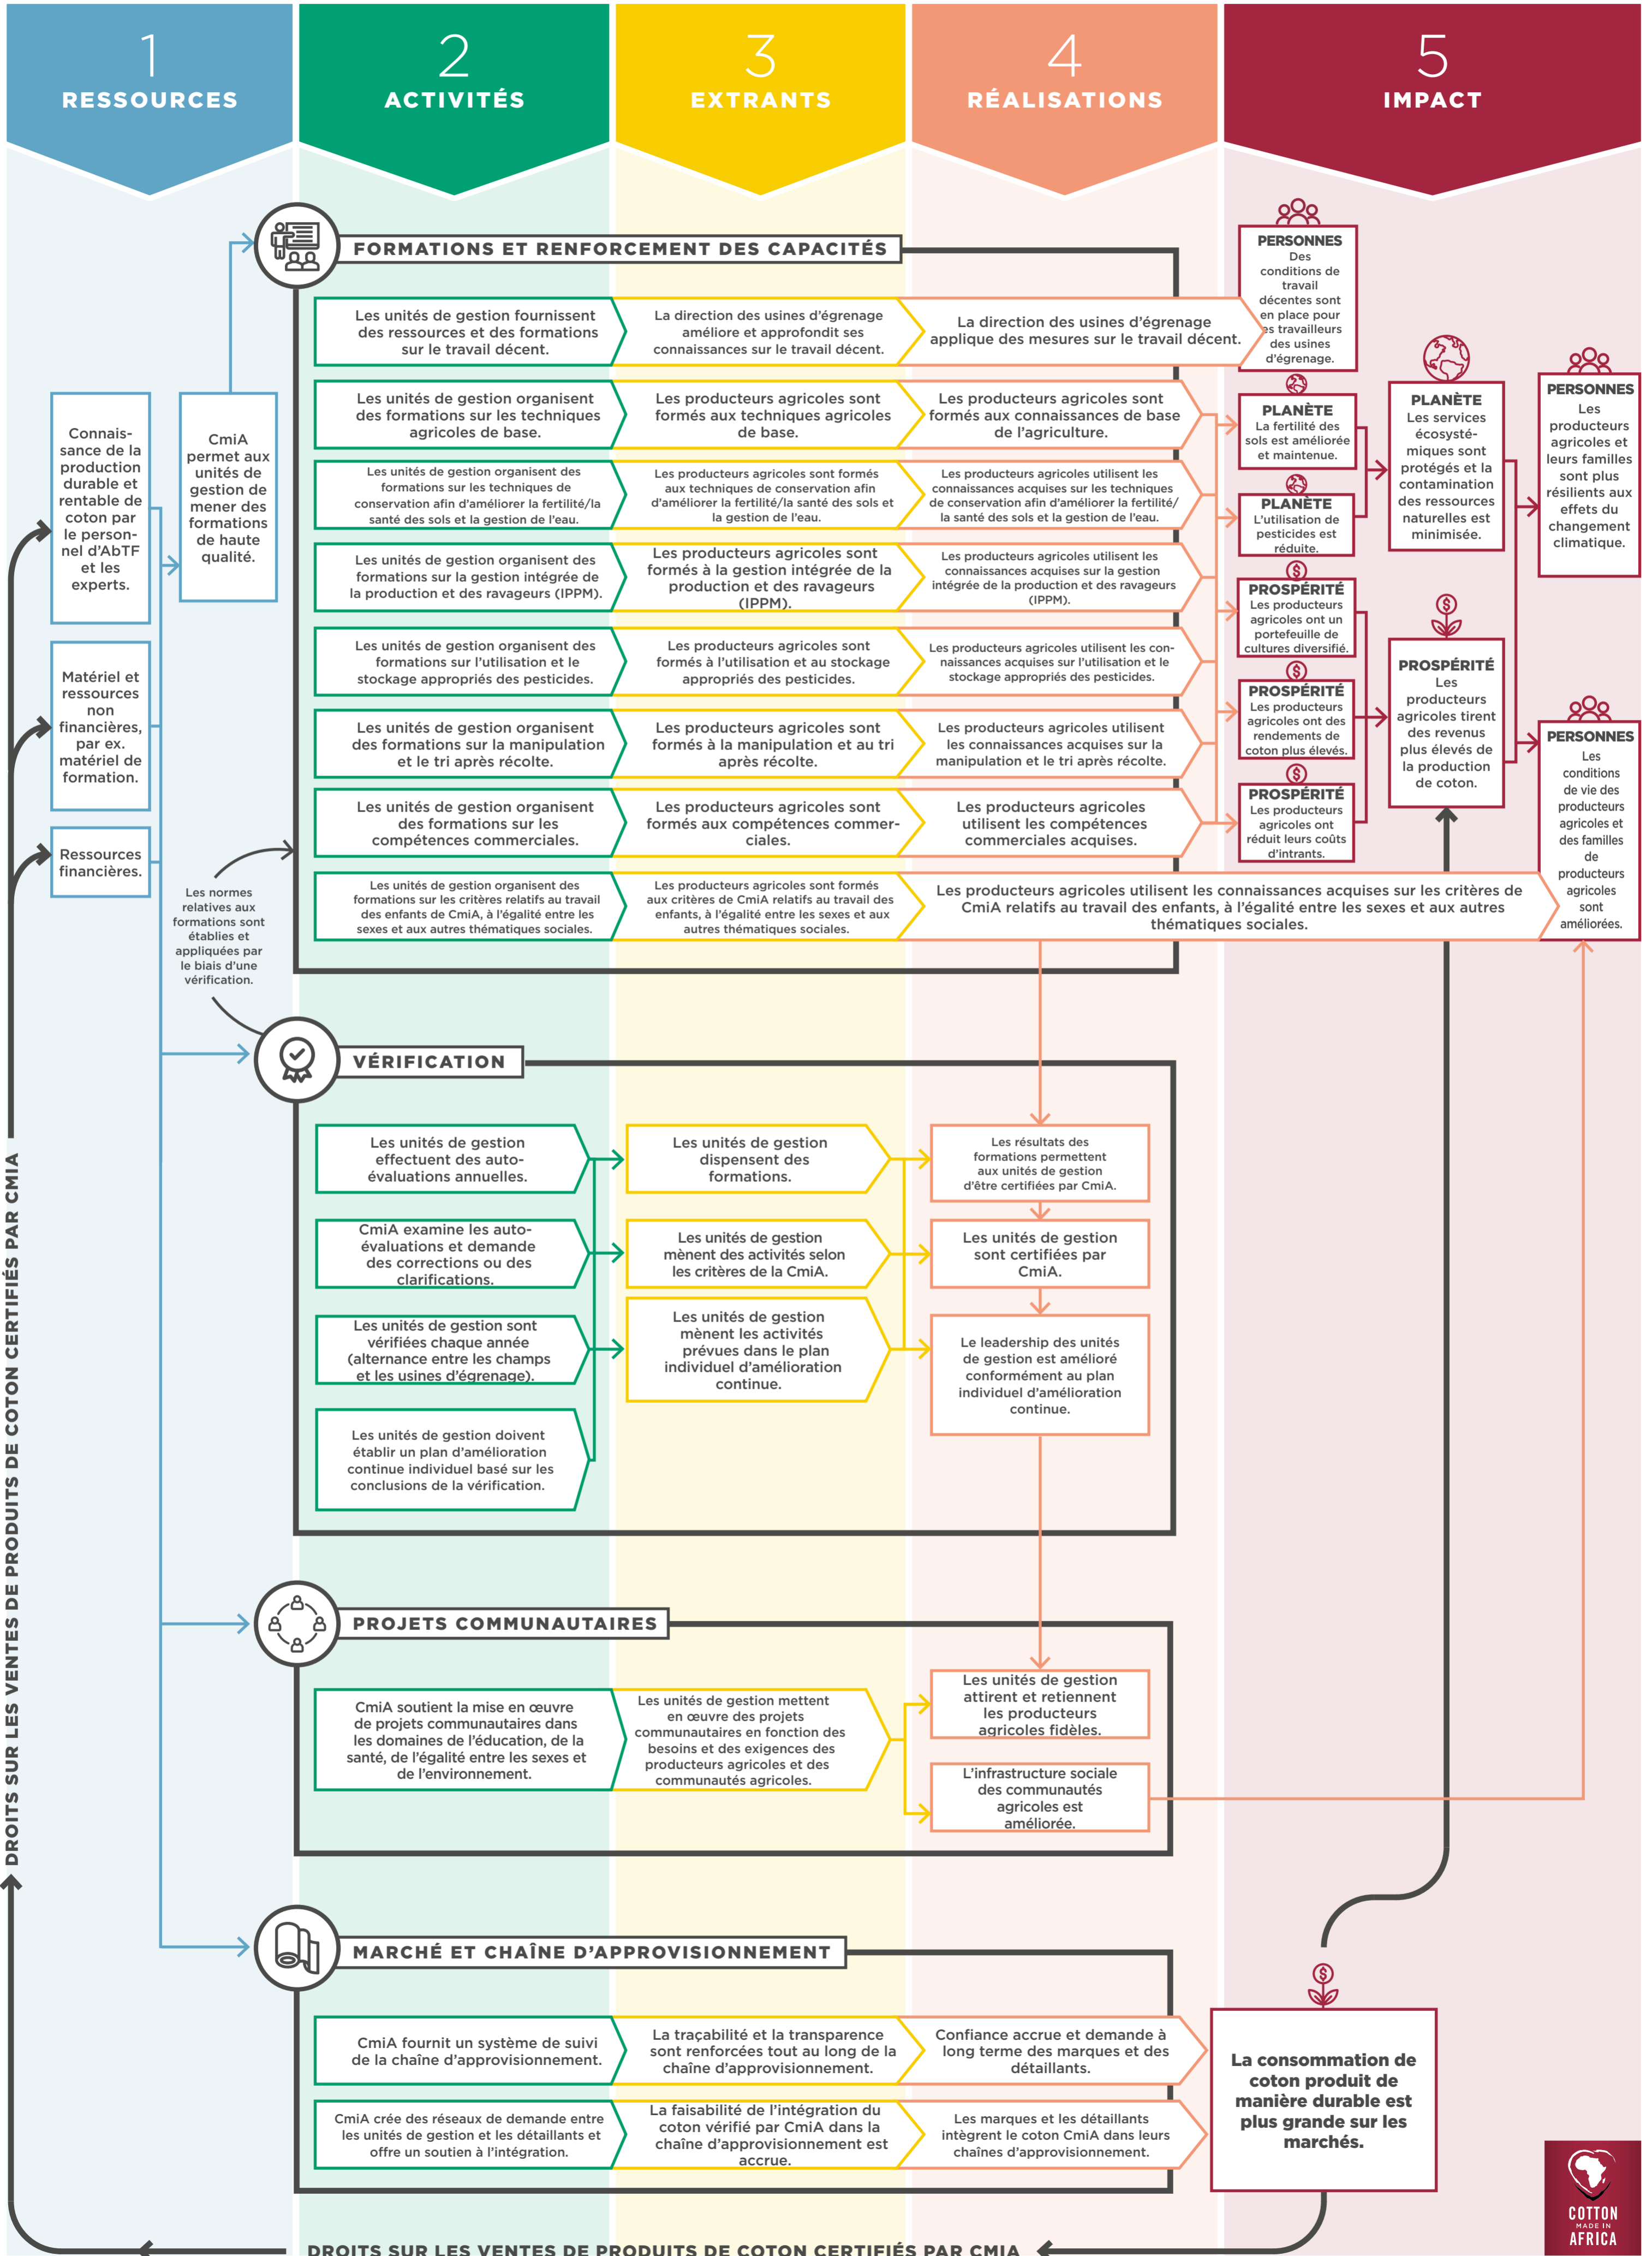 1
RESSOURCES
2
ACTIVITÉS
3
EXTRANTS
4
RÉALISATIONS
5
IMPACT
Connais-
sance de la
production
durable et
rentable de
coton par
le person-
nel d'AbTF
et les
experts.
CmiA
permet aux
unités de
gestion de
mener des
formations
de haute
qualité.
Matériel et
ressources
non
financières,
par ex.
matériel de
formation.
Ressources
financières.
Les normes
relatives aux
formations sont
établies et
appliquées par
le biais d'une
vérification.
FORMATIONS ET RENFORCEMENT DES CAPACITÉS
Les unités de gestion fournissent
des ressources et des formations
sur le travail décent.
La direction des usines d'égrenage
améliore et approfondit ses
connaissances sur le travail décent.
La direction des usines d'égrenage
applique des mesures sur le travail décent.
Les unités de gestion organisent
des formations sur les techniques
agricoles de base.
Les producteurs agricoles sont
formés aux techniques agricoles
de base.
Les producteurs agricoles sont
formés aux connaissances de base
de l'agriculture.
Les unités de gestion organisent des
formations sur les techniques de
conservation afin d'améliorer la fertilité/la
santé des sols et la gestion de l'eau.
Les producteurs agricoles sont formés
aux techniques de conservation afin
d'améliorer la fertilité/la santé des sols et
la gestion de l'eau.
Les producteurs agricoles utilisent les
connaissances acquises sur les techniques
de conservation afin d'améliorer la fertilité/
la santé des sols et la gestion de l'eau.
Les unités de gestion organisent des
formations sur la gestion intégrée de
la production et des ravageurs (IPPM).
Les producteurs agricoles sont
formés à la gestion intégrée de la
production et des ravageurs
(IPPM).
Les producteurs agricoles utilisent les
connaissances acquises sur la gestion
intégrée de la production et des ravageurs
(IPPM).
Les unités de gestion organisent des
formations sur l'utilisation et le
stockage appropriés des pesticides.
Les producteurs agricoles sont
formés à l'utilisation et au stockage
appropriés des pesticides.
Les producteurs agricoles utilisent les con-
naissances acquises sur l'utilisation et le
stockage appropriés des pesticides.
Les unités de gestion organisent
des formations sur la manipulation
et le tri après récolte.
Les producteurs agricoles sont
formés à la manipulation et au tri
après récolte.
Les producteurs agricoles utilisent
les connaissances acquises sur la
manipulation et le tri après récolte.
Les unités de gestion organisent
des formations sur les
compétences commerciales.
Les producteurs agricoles sont
formés aux compétences commer-
ciales.
Les producteurs agricoles
utilisent les compétences
commerciales acquises.
Les unités de gestion organisent des
formations sur les critères relatifs au travail
des enfants de CmiA, à l'égalité entre les
sexes et aux autres thématiques sociales.
Les producteurs agricoles sont formés
aux critères de CmiA relatifs au travail des
enfants, à l'égalité entre les sexes et aux
autres thématiques sociales.
Les producteurs agricoles utilisent les connaissances acquises sur les critères de
CmiA relatifs au travail des enfants, à l'égalité entre les sexes et aux autres
thématiques sociales.
PERSONNES
Des
conditions de
travail
décentes sont
en place pour
es travailleurs
des usines
d'égrenage.
PLANÈTE
La fertilité des
sols est améliorée
et maintenue.
PLANÈTE
L'utilisation de
pesticides est
réduite.
PROSPÉRITÉ
Les producteurs
agricoles ont un
portefeuille de
cultures diversifié.
PROSPÉRITÉ
Les producteurs
agricoles ont des
rendements de
coton plus élevés.
PROSPÉRITÉ
Les producteurs
agricoles ont
réduit leurs coûts
d'intrants.
PLANÈTE
Les services
écosysté-
miques sont
protégés et la
contamination
des ressources
naturelles est
minimisée.
PROSPÉRITÉ
Les
producteurs
agricoles tirent
des revenus
plus élevés de
la production
de coton.
PERSONNES
Les
producteurs
agricoles et
leurs familles
sont plus
résilients aux
effets du
changement
climatique.
PERSONNES
Les
conditions
de vie des
producteurs
agricoles et
des familles
de
producteurs
agricoles
sont
améliorées.
VÉRIFICATION
Les unités de gestion
effectuent des auto-
évaluations annuelles.
CmiA examine les auto-
évaluations et demande
des corrections ou des
clarifications.
Les unités de gestion sont
vérifiées chaque année
(alternance entre les champs
et les usines d'égrenage).
Les unités de gestion doivent
établir un plan d'amélioration
continue individuel basé sur les
conclusions de la vérification.
Les unités de gestion
dispensent des
formations.
Les unités de gestion
mènent des activités selon
les critères de la CmiA.
Les unités de gestion
mènent les activités
prévues dans le plan
individuel d'amélioration
continue.
Les résultats des
formations permettent
aux unités de gestion
d'être certifiées par CmiA.
Les unités de gestion
sont certifiées par
CmiA.
Le leadership des unités
de gestion est amélioré
conformément au plan
individuel d'amélioration
continue.
PROJETS COMMUNAUTAIRES
CmiA soutient la mise en œuvre
de projets communautaires dans
les domaines de l'éducation, de la
santé, de l'égalité entre les sexes et
de l'environnement.
Les unités de gestion mettent
en œuvre des projets
communautaires en fonction des
besoins et des exigences des
producteurs agricoles et des
communautés agricoles.
Les unités de gestion
attirent et retiennent
les producteurs
agricoles fidèles.
L'infrastructure sociale
des communautés
agricoles est
améliorée.
MARCHÉ ET CHAÎNE D'APPROVISIONNEMENT
CmiA fournit un système de suivi
de la chaîne d'approvisionnement.
La traçabilité et la transparence
sont renforcées tout au long de la
chaîne d'approvisionnement.
Confiance accrue et demande à
long terme des marques et des
détaillants.
CmiA crée des réseaux de demande entre
les unités de gestion et les détaillants et
offre un soutien à l'intégration.
La faisabilité de l'intégration du
coton vérifié par CmiA dans la
chaîne d'approvisionnement est
accrue.
Les marques et les détaillants
intègrent le coton CmiA dans leurs
chaînes d'approvisionnement.
La consommation de
coton produit de
manière durable est
plus grande sur les
marchés.
DROITS SUR LES VENTES DE PRODUITS DE COTON CERTIFIÉS PAR CMIA
DROITS SUR LES VENTES DE PRODUITS DE COTON CERTIFIÉS PAR CMIA
COTTON
MADE IN
AFRICA